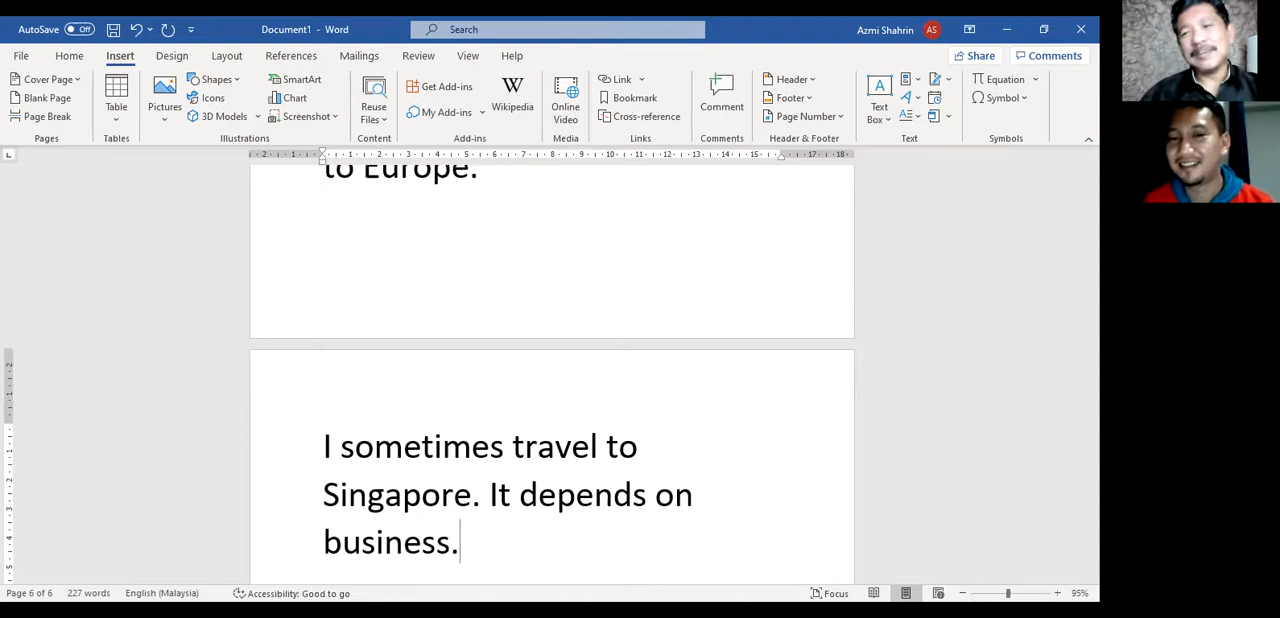 AutoSave Off Document1 - Word Search Azmi Shahrin AS
File Home Insert Design Layout References Mailings Review View Help Share Comments
Cover Page
Blank Page
Page Break
Pages
Table
Tables
Pictures
Shapes
Icons
3D Models
SmartArt
Chart
Screenshot
Illustrations
Reuse
Files
Content
Get Add-ins
My Add-ins
Wikipedia
Add-ins
Online
Video
Media
Link
Bookmark
Cross-reference
Links
Comment
Comments
Header
Footer
Page Number
Header & Footer
Text
Box
Text
Equation
Symbol
Symbols
to Europe.
I sometimes travel to
Singapore. It depends on
business.
Page 6 of 6 227 words English (Malaysia) Accessibility: Good to go Focus 95%